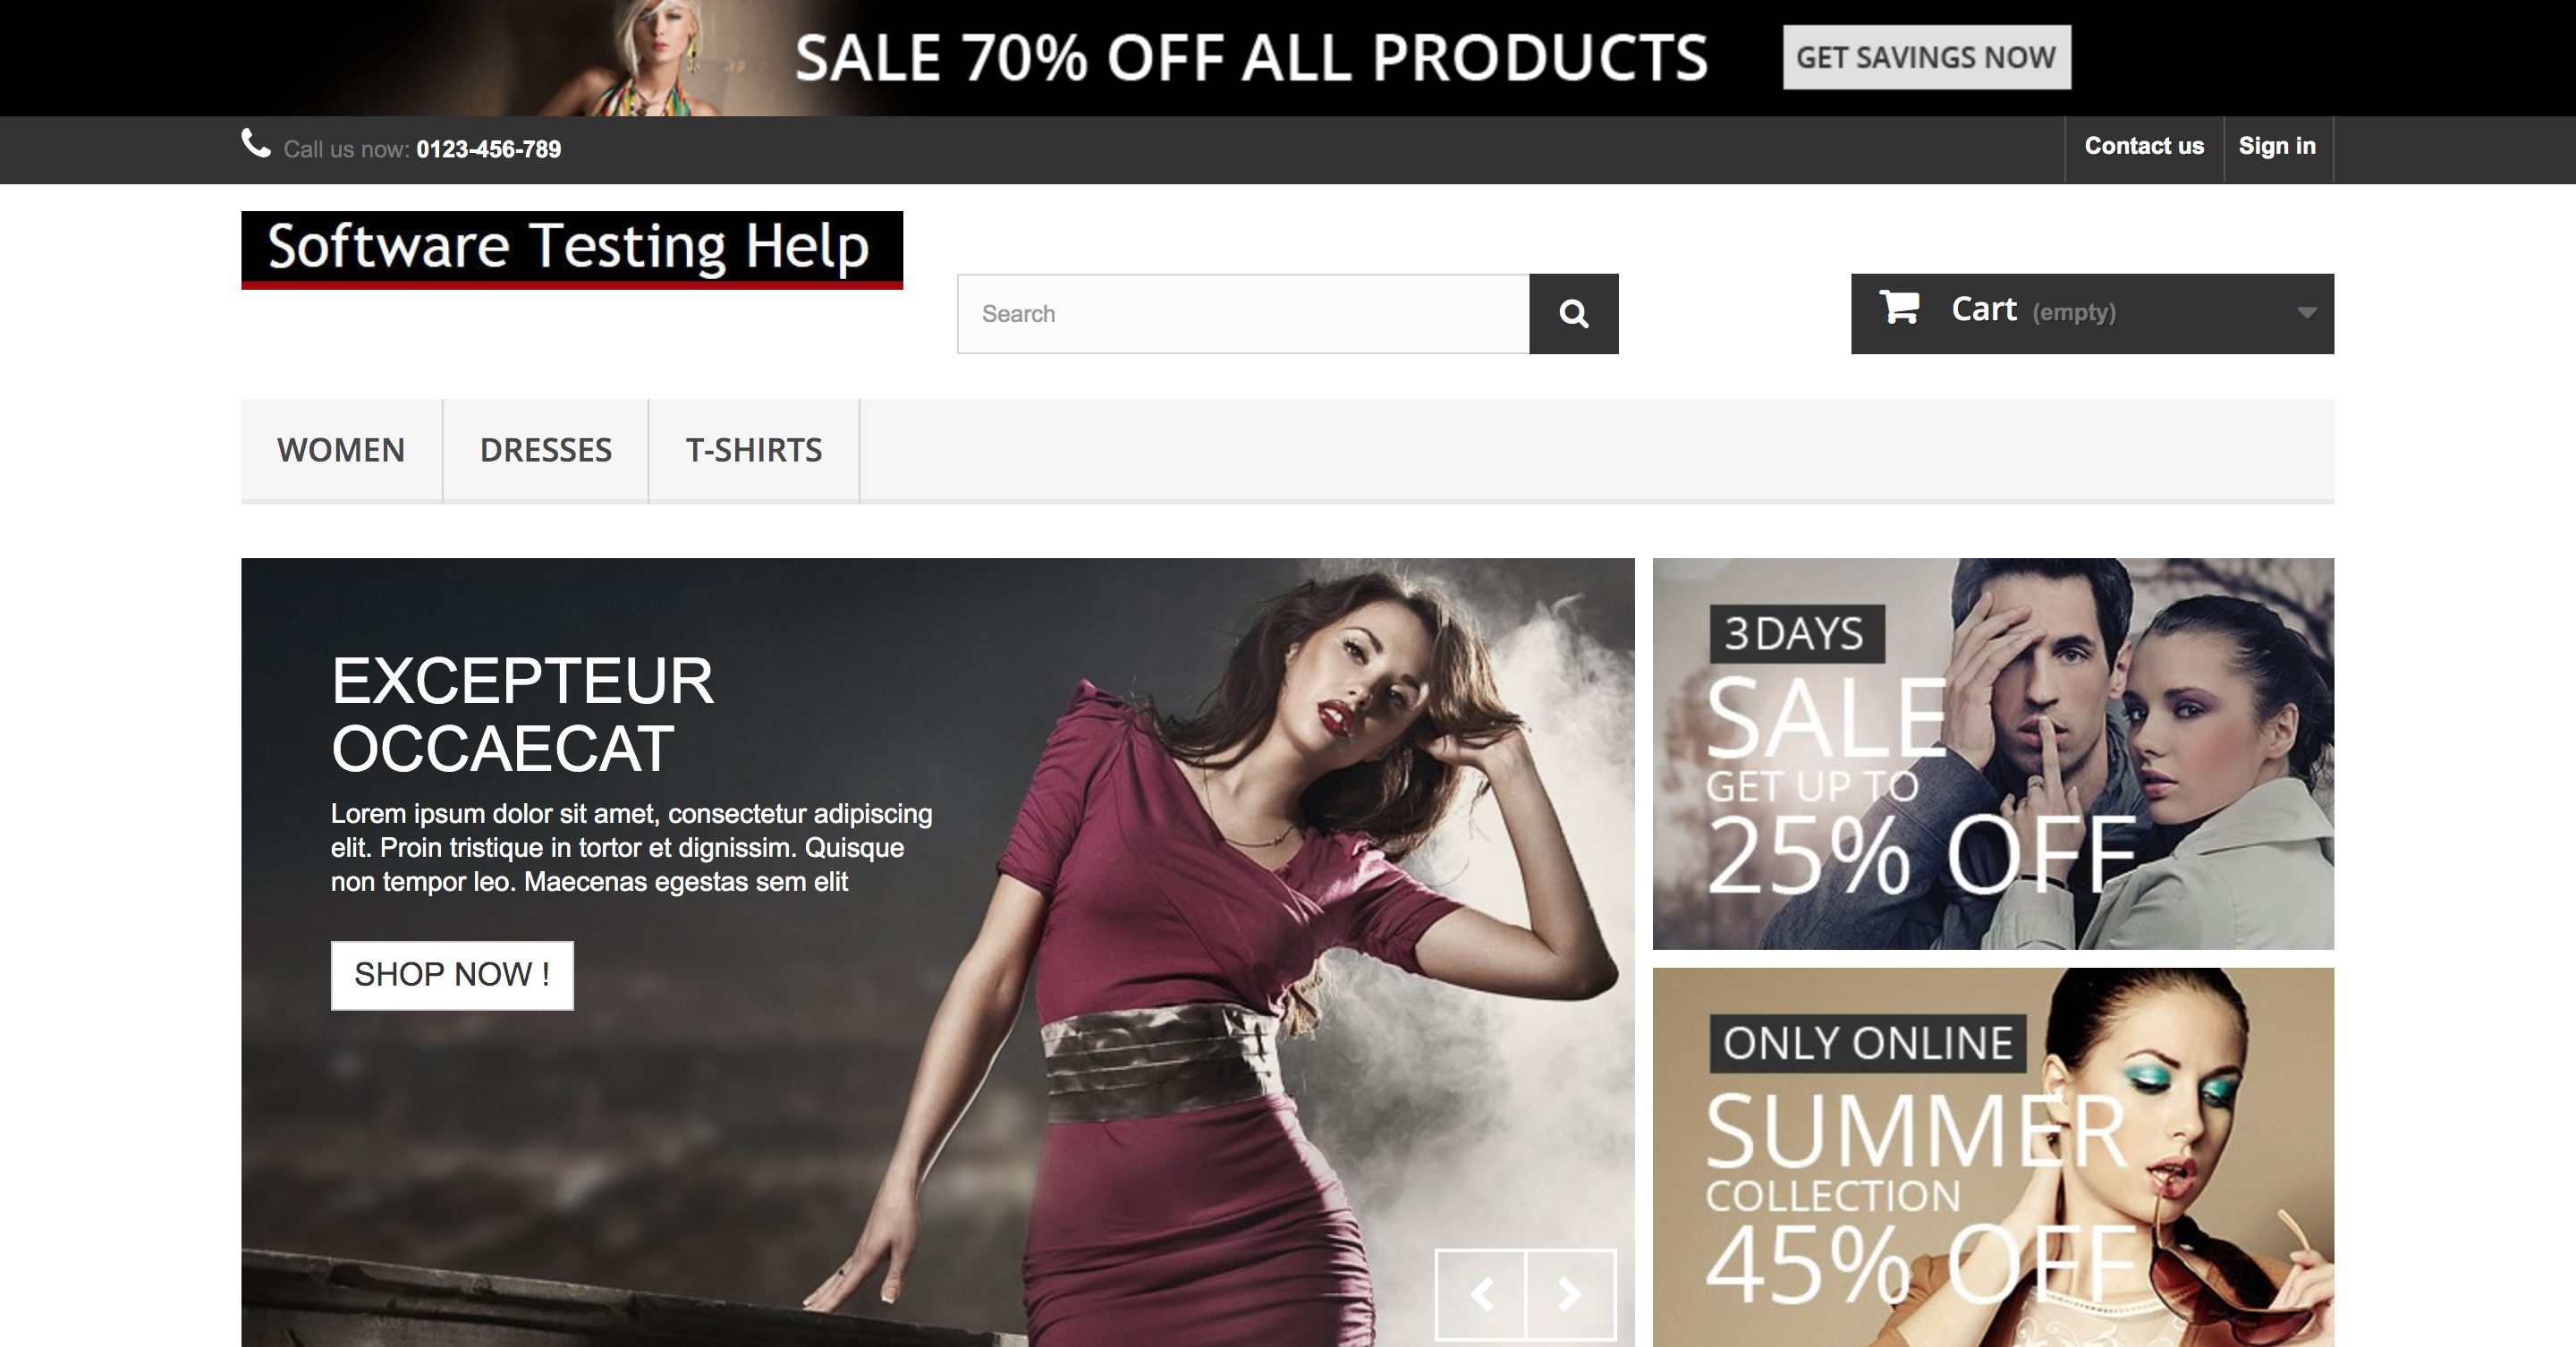 SALE 70% OFF ALL PRODUCTS
GET SAVINGS NOW
Call us now: 0123-456-789
Contact us
Sign in
Software Testing Help
Search
Cart (empty)
WOMEN
DRESSES
T-SHIRTS
EXCEPTEUR
OCCAECAT
Lorem ipsum dolor sit amet, consectetur adipiscing
elit. Proin tristique in tortor et dignissim. Quisque
non tempor leo. Maecenas egestas sem elit
SHOP NOW !
3 DAYS
SALE
GET UP TO
25% OFF
ONLY ONLINE
SUMMER
COLLECTION
45% OFF